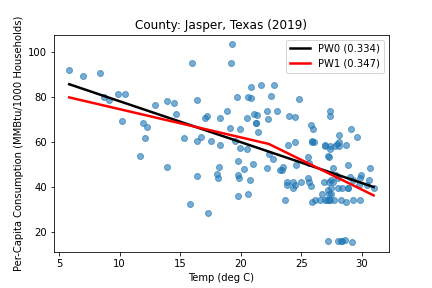 County: Jasper, Texas (2019)
PW0 (0.334)
PW1 (0.347)
Per-Capita Consumption (MMBtu/1000 Households)
100
80
60
40
20
5 10 15 20 25 30
Temp (deg C)